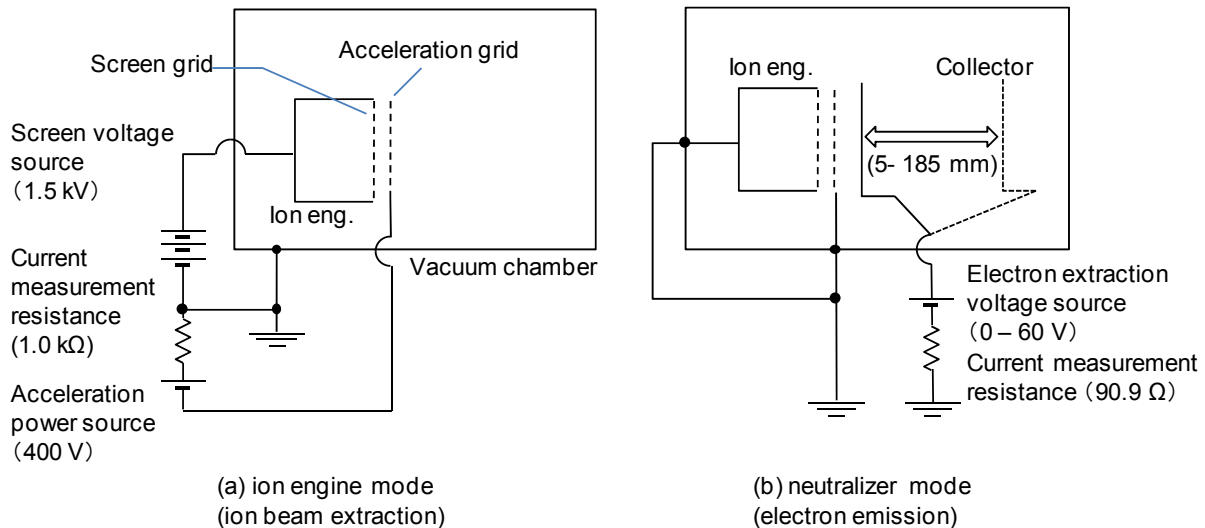 Screen grid
Acceleration grid
Screen voltage
source
（1.5 kV）
Ion eng.
Current
measurement
resistance
(1.0 kΩ)
Vacuum chamber
Acceleration
power source
(400 V）
(a) ion engine mode
(ion beam extraction)
Ion eng.
Collector
(5- 185 mm)
Electron extraction
voltage source
（0 – 60 V）
Current measurement
resistance（90.9 Ω）
(b) neutralizer mode
(electron emission)